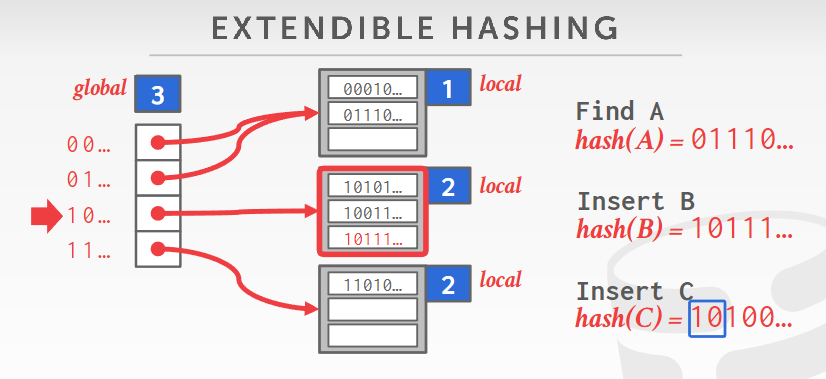 EXTENDIBLE HASHING
global 3
00…
01…
10…
11…
1 local
00010…
01110…
2 local
10101…
10011…
10111…
2 local
11010…
Find A
hash(A) = 01110…
Insert B
hash(B) = 10111…
Insert C
hash(C) = 10100…